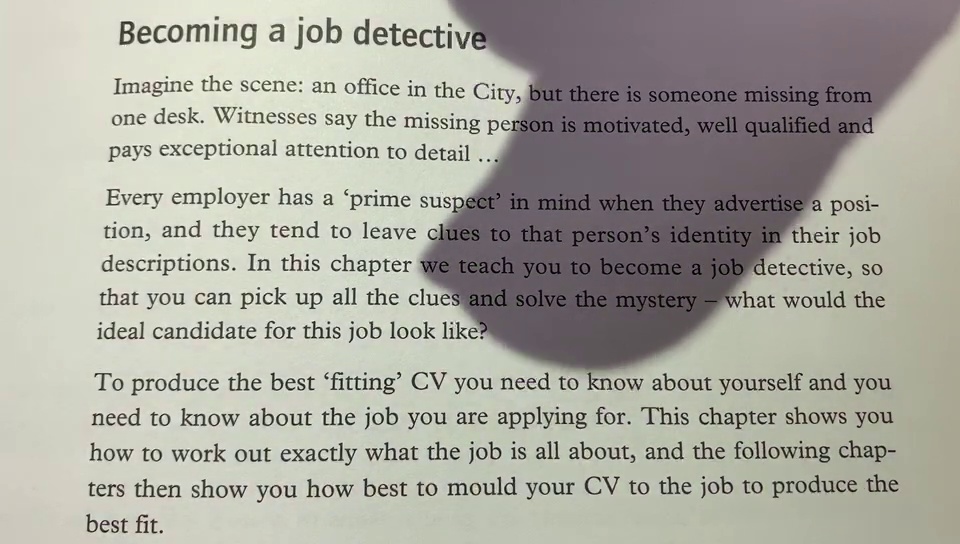 Becoming a job detective
Imagine the scene: an office in the City, but there is someone missing from
one desk. Witnesses say the missing person is motivated, well qualified and
pays exceptional attention to detail …
Every employer has a ‘prime suspect’ in mind when they advertise a posi-
tion, and they tend to leave clues to that person’s identity in their job
descriptions. In this chapter we teach you to become a job detective, so
that you can pick up all the clues and solve the mystery – what would the
ideal candidate for this job look like?
To produce the best ‘fitting’ CV you need to know about yourself and you
need to know about the job you are applying for. This chapter shows you
how to work out exactly what the job is all about, and the following chap-
ters then show you how best to mould your CV to the job to produce the
best fit.